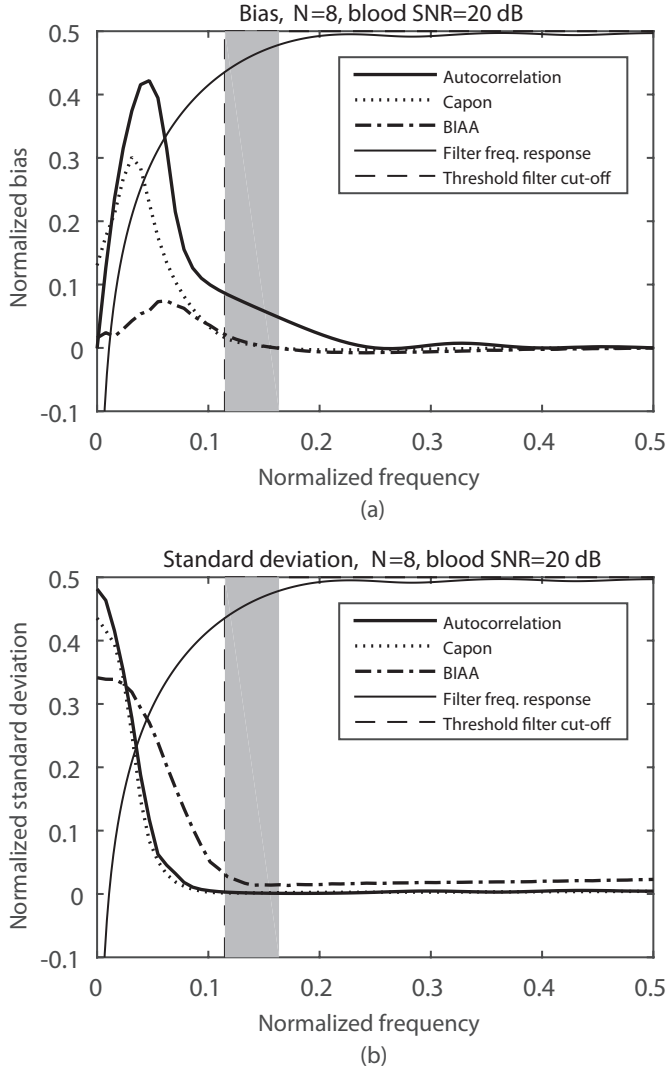 Bias, N=8, blood SNR=20 dB
0.5
0.4
0.3
0.2
0.1
0
-0.1
Normalized bias
Autocorrelation
Capon
BIAA
Filter freq. response
Threshold filter cut-off
0 0.1 0.2 0.3 0.4 0.5
Normalized frequency
(a)
Standard deviation, N=8, blood SNR=20 dB
0.5
0.4
0.3
0.2
0.1
0
-0.1
Normalized standard deviation
Autocorrelation
Capon
BIAA
Filter freq. response
Threshold filter cut-off
0 0.1 0.2 0.3 0.4 0.5
Normalized frequency
(b)